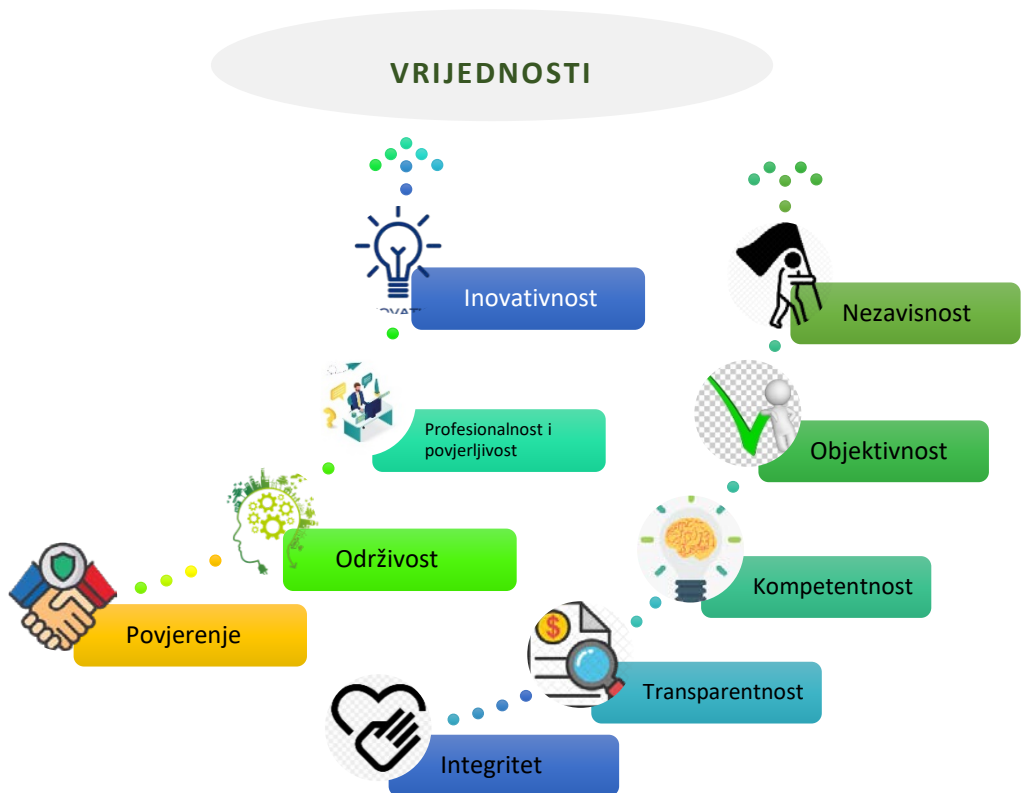 VRIJEDNOSTI
Inovativnost
Profesionalnost i
povjerljivost
Održivost
Povjerenje
Nezavisnost
Objektivnost
Kompetentnost
Transparentnost
Integritet